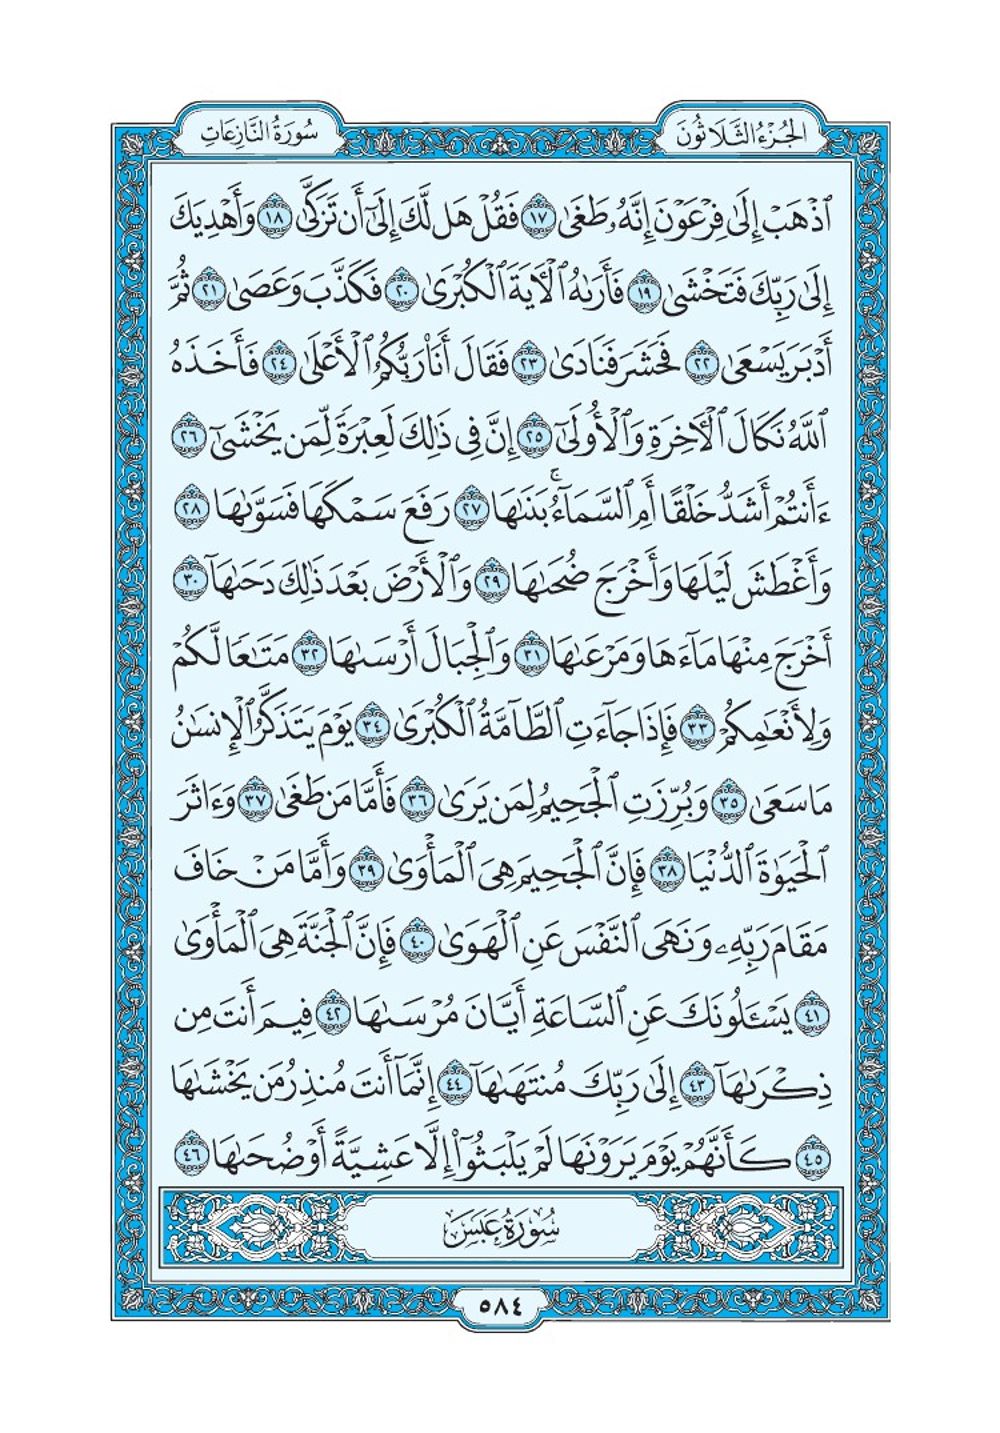 الجُزْءُ الثَّلَاثُونَ
سُورَةُ النَّازِعَاتِ
ٱذْهَبْ إِلَىٰ فِرْعَوْنَ إِنَّهُۥ طَغَىٰ ١٧ فَقُلْ هَل لَّكَ إِلَىٰٓ أَن تَزَكَّىٰ ١٨ وَأَهْدِيَكَ
إِلَىٰ رَبِّكَ فَتَخْشَىٰ ١٩ فَأَرَىٰهُ ٱلْـَٔايَةَ ٱلْكُبْرَىٰ ٢٠ فَكَذَّبَ وَعَصَىٰ ٢١ ثُمَّ
أَدْبَرَ يَسْعَىٰ ٢٢ فَحَشَرَ فَنَادَىٰ ٢٣ فَقَالَ أَنَا۠ رَبُّكُمُ ٱلْأَعْلَىٰ ٢٤ فَأَخَذَهُ
ٱللَّهُ نَكَالَ ٱلْـَٔاخِرَةِ وَٱلْأُولَىٰٓ ٢٥ إِنَّ فِى ذَٰلِكَ لَعِبْرَةً لِّمَن يَخْشَىٰٓ ٢٦
ءَأَنتُمْ أَشَدُّ خَلْقًا أَمِ ٱلسَّمَآءُ ۚ بَنَىٰهَا ٢٧ رَفَعَ سَمْكَهَا فَسَوَّىٰهَا ٢٨
وَأَغْطَشَ لَيْلَهَا وَأَخْرَجَ ضُحَىٰهَا ٢٩ وَٱلْأَرْضَ بَعْدَ ذَٰلِكَ دَحَىٰهَآ ٣٠
أَخْرَجَ مِنْهَا مَآءَهَا وَمَرْعَىٰهَا ٣١ وَٱلْجِبَالَ أَرْسَىٰهَا ٣٢ مَتَـٰعًا لَّكُمْ
وَلِأَنْعَـٰمِكُمْ ٣٣ فَإِذَا جَآءَتِ ٱلطَّآمَّةُ ٱلْكُبْرَىٰ ٣٤ يَوْمَ يَتَذَكَّرُ ٱلْإِنسَـٰنُ
مَا سَعَىٰ ٣٥ وَبُرِّزَتِ ٱلْجَحِيمُ لِمَن يَرَىٰ ٣٦ فَأَمَّا مَن طَغَىٰ ٣٧ وَءَاثَرَ
ٱلْحَيَوٰةَ ٱلدُّنْيَا ٣٨ فَإِنَّ ٱلْجَحِيمَ هِىَ ٱلْمَأْوَىٰ ٣٩ وَأَمَّا مَنْ خَافَ
مَقَامَ رَبِّهِۦ وَنَهَى ٱلنَّفْسَ عَنِ ٱلْهَوَىٰ ٤٠ فَإِنَّ ٱلْجَنَّةَ هِىَ ٱلْمَأْوَىٰ
٤١ يَسْـَٔلُونَكَ عَنِ ٱلسَّاعَةِ أَيَّانَ مُرْسَىٰهَا ٤٢ فِيمَ أَنتَ مِن
ذِكْرَىٰهَآ ٤٣ إِلَىٰ رَبِّكَ مُنتَهَىٰهَآ ٤٤ إِنَّمَآ أَنتَ مُنذِرُ مَن يَخْشَىٰهَا
٤٥ كَأَنَّهُمْ يَوْمَ يَرَوْنَهَا لَمْ يَلْبَثُوٓا۟ إِلَّا عَشِيَّةً أَوْ ضُحَىٰهَا ٤٦
سُورَةُ عَبَسَ
٥٨٤